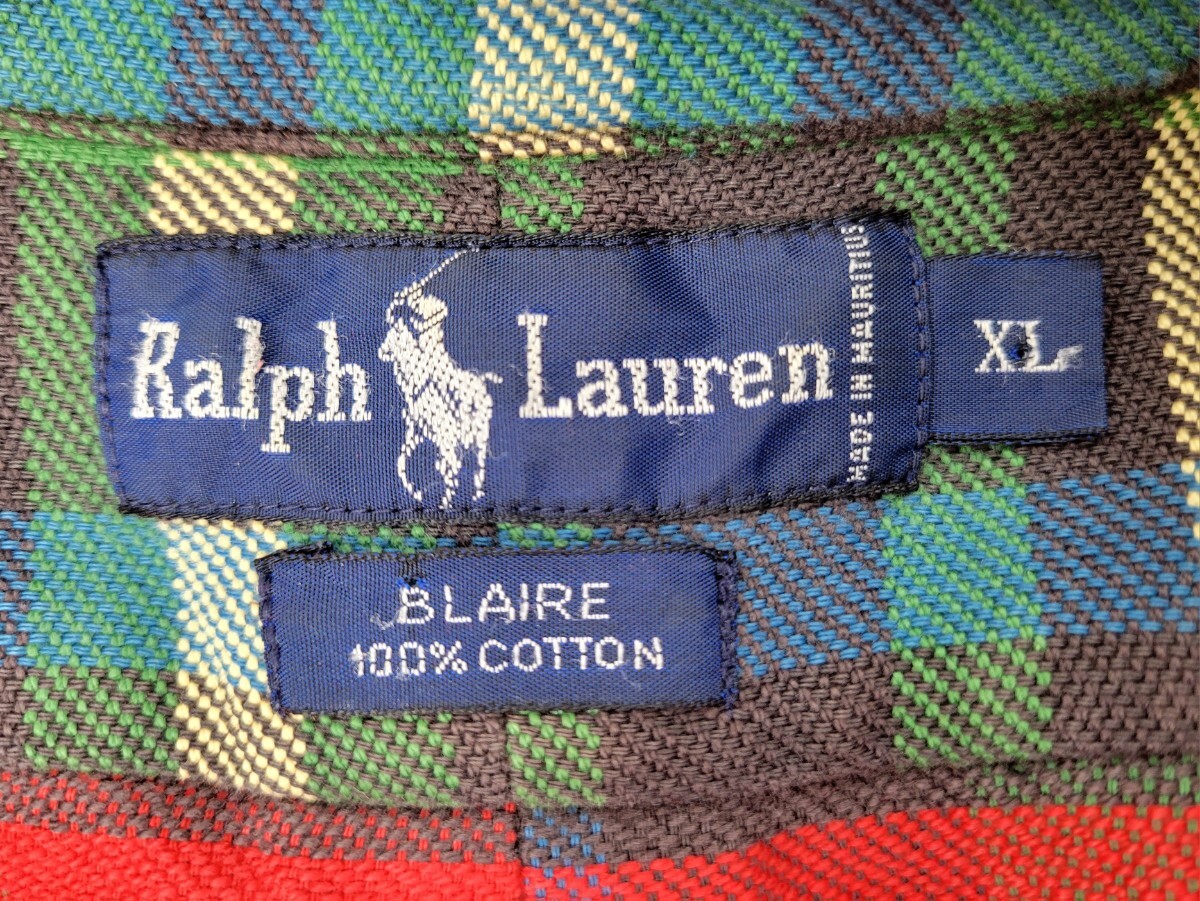 Ralph Lauren
MADE IN MAURITIUS
XL
BLAIRE
100% COTTON